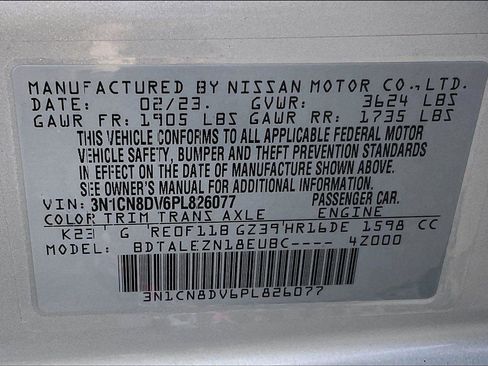 MANUFACTURED BY NISSAN MOTOR CO., LTD.
DATE: 02/23. GVWR: 3624 LBS
GAWR FR: 1905 LBS GAWR RR: 1735 LBS
THIS VEHICLE CONFORMS TO ALL APPLICABLE FEDERAL MOTOR
VEHICLE SAFETY, BUMPER AND THEFT PREVENTION STANDARDS
IN EFFECT ON THE DATE OF MANUFACTURE SHOWN ABOVE.
SEE OWNER'S MANUAL FOR ADDITIONAL INFORMATION.
VIN: 3N1CN8DV6PL826077 PASSENGER CAR.
COLOR TRIM TRANS AXLE ENGINE
K23 G RE0F11B GZ39 HR16DE 1598 CC
MODEL: BDTALEZN18EUBC---- 4Z000
3N1CN8DV6PL826077